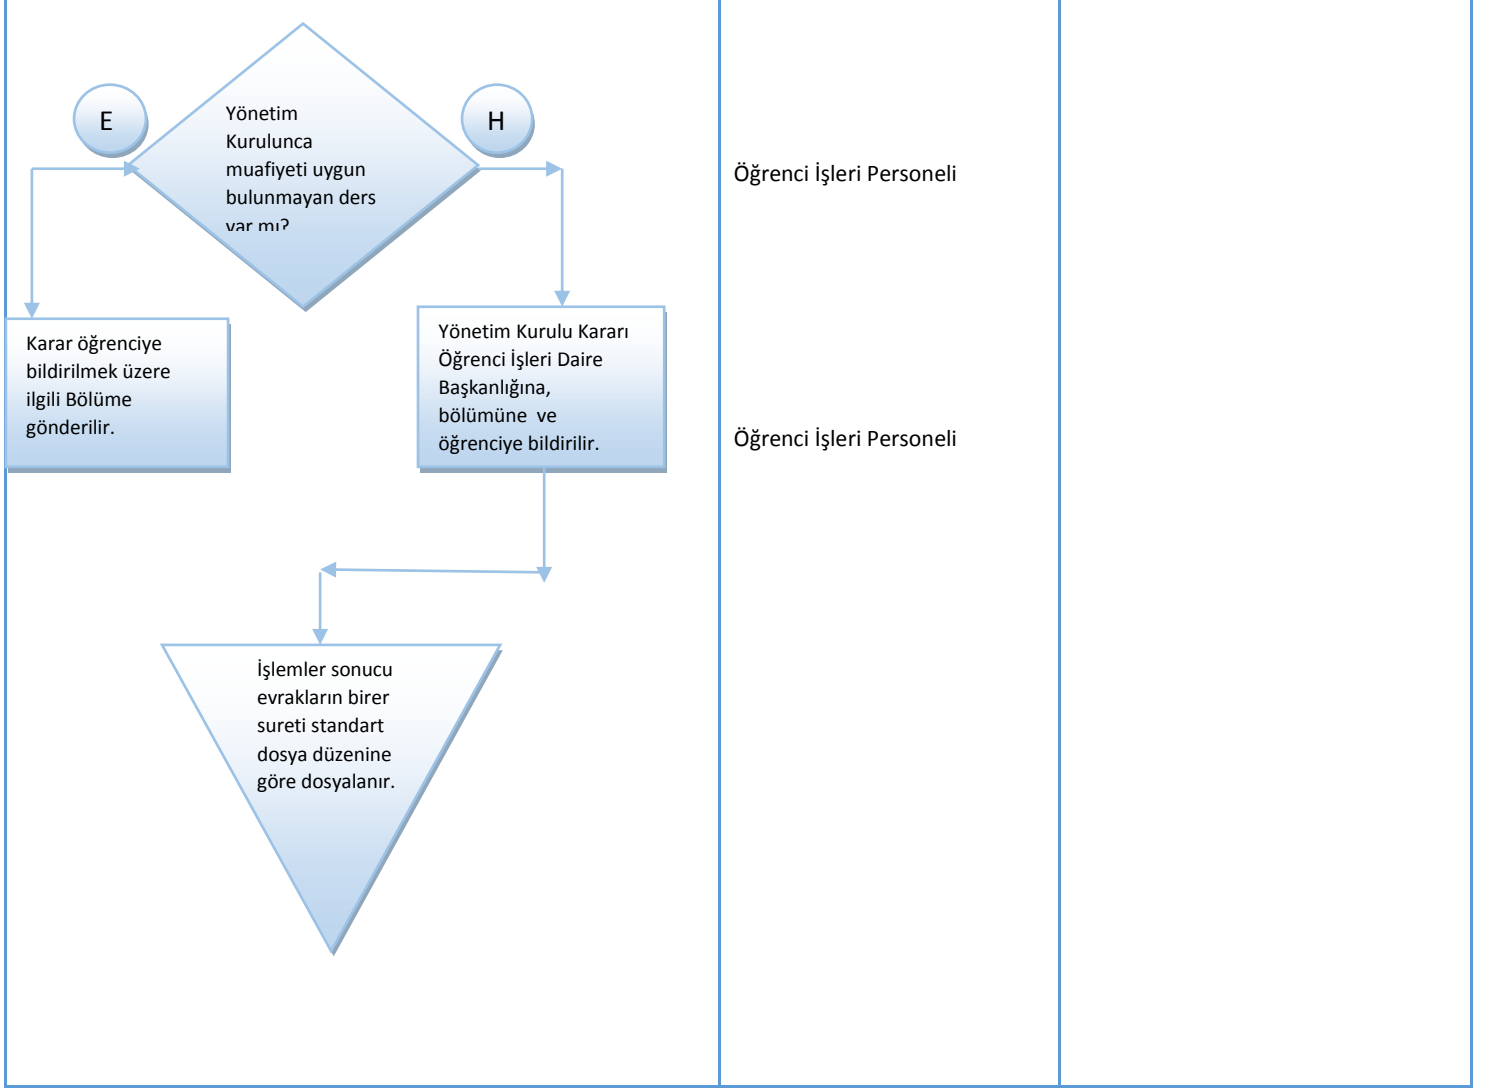 E
Yönetim
Kurulunca
muafiyeti uygun
bulunmayan ders
var mı?
H
Öğrenci İşleri Personeli
Karar öğrenciye
bildirilmek üzere
ilgili Bölüme
gönderilir.
Yönetim Kurulu Kararı
Öğrenci İşleri Daire
Başkanlığına,
bölümüne ve
öğrenciye bildirilir.
Öğrenci İşleri Personeli
İşlemler sonucu
evrakların birer
sureti standart
dosya düzenine
göre dosyalanır.